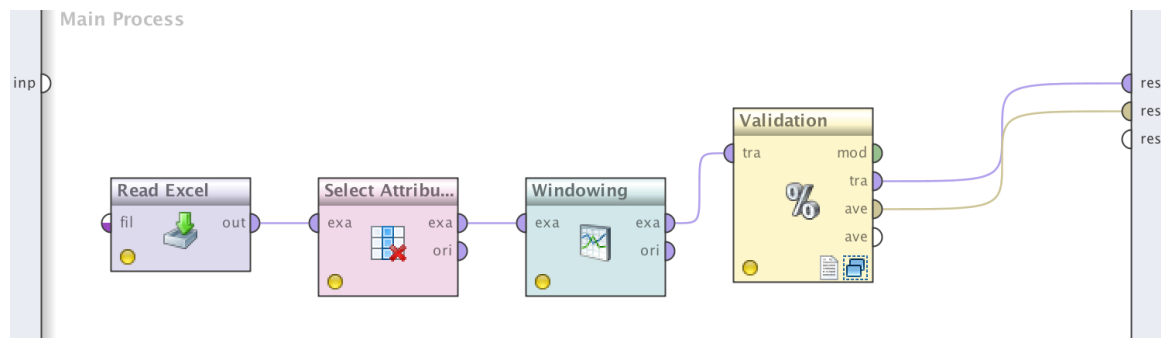 Main Process
inp
res
res
res
Read Excel
fil
out
Select Attribu...
exa
exa
ori
Windowing
exa
exa
ori
Validation
tra
mod
tra
ave
ave
%